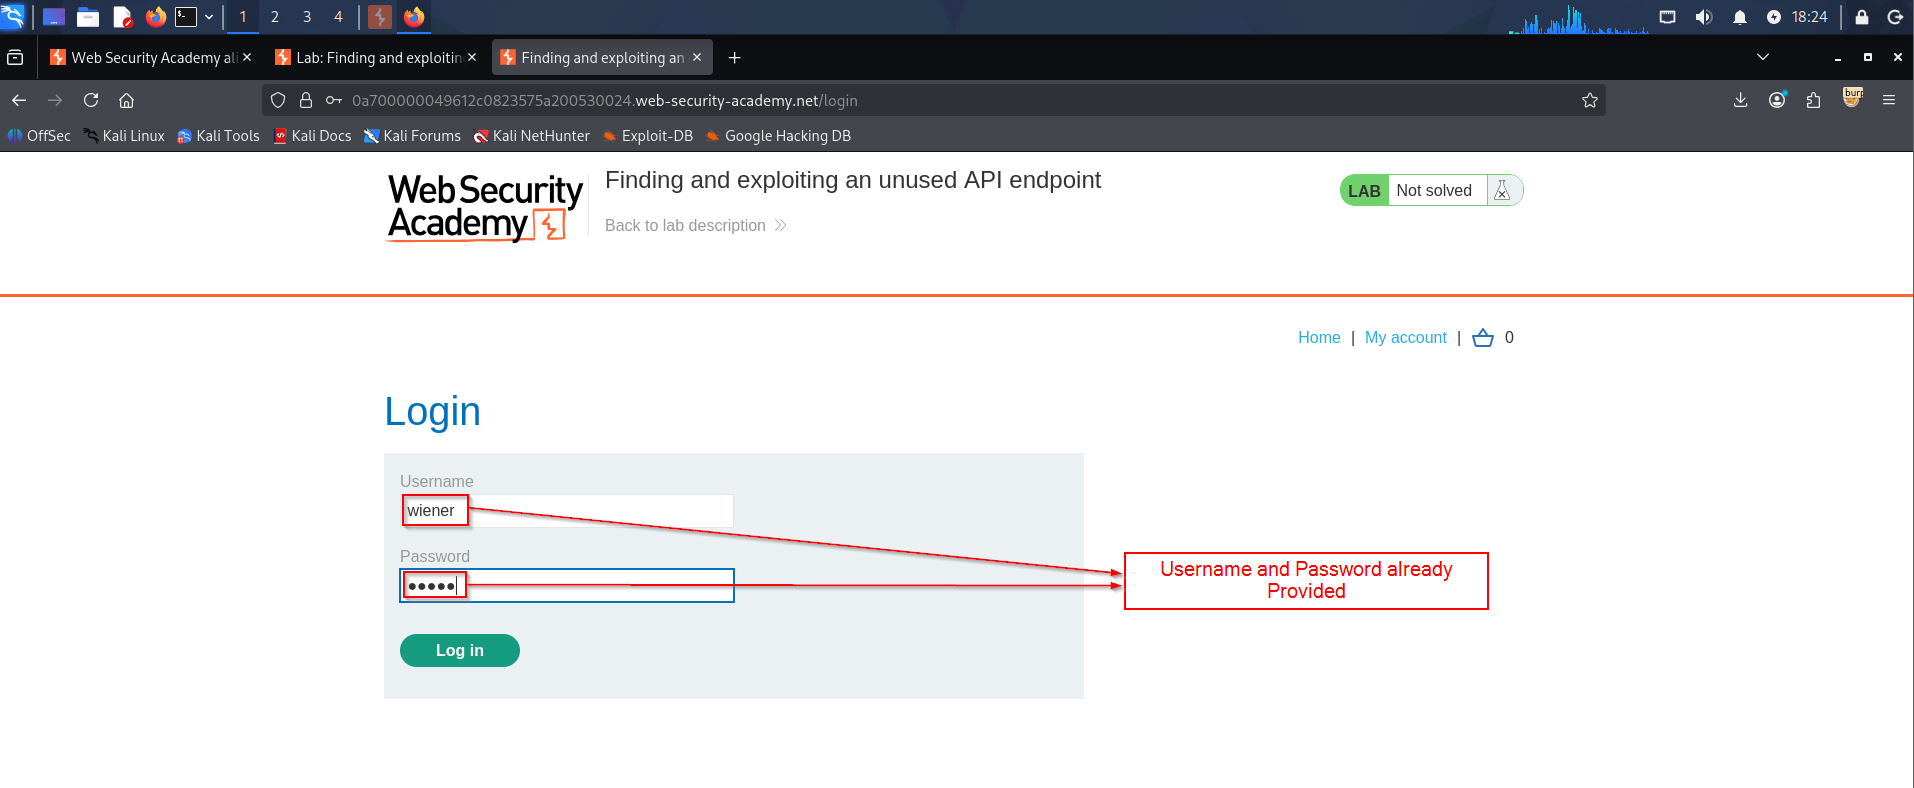 1 2 3 4 18:24
Web Security Academy all Lab: Finding and exploitin Finding and exploiting an
0a700000049612c0823575a200530024.web-security-academy.net/login
burp
OffSec Kali Linux Kali Tools Kali Docs Kali Forums Kali NetHunter Exploit-DB Google Hacking DB
Web Security
Academy
Finding and exploiting an unused API endpoint
Back to lab description
LAB Not solved
Home | My account | 0
Login
Username
wiener
Password
•••••
Log in
Username and Password already
Provided